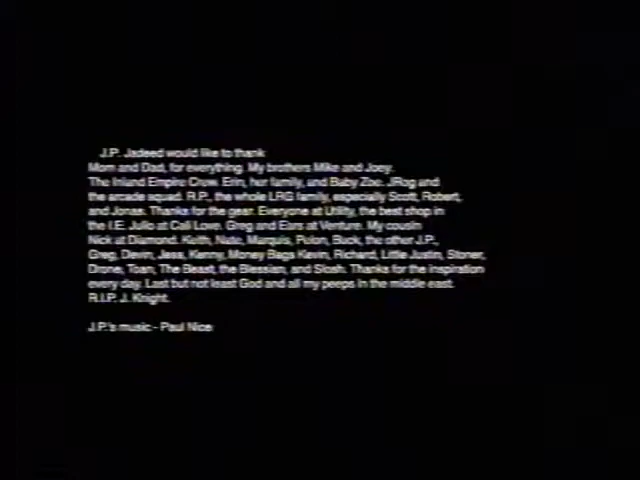 J.P. Jadeed would like to thank
Mom and Dad, for everything. My brothers Mike and Joey.
The Inland Empire Crew. Erin, her family, and Baby Zoe. JRog and
the arcade squad. R.P., the whole LRG family, especially Scott, Robert,
and Jonas. Thanks for the gear. Everyone at Utility, the best shop in
the I.E. Julio at Cali Love. Greg and Ezra at Venture. My cousin
Nick at Diamond. Keith, Nate, Marquis, Buck, the other J.P.,
Greg, Devin, Jess, Kenny, Money Bags Kevin, Richard, Little Justin, Stoner,
Drone, Toan, The Beast, the Blessian, and Slosh. Thanks for the inspiration
every day. Last but not least God and all my peeps in the middle east.
R.I.P. J. Knight.
J.P.'s music - Paul Nice